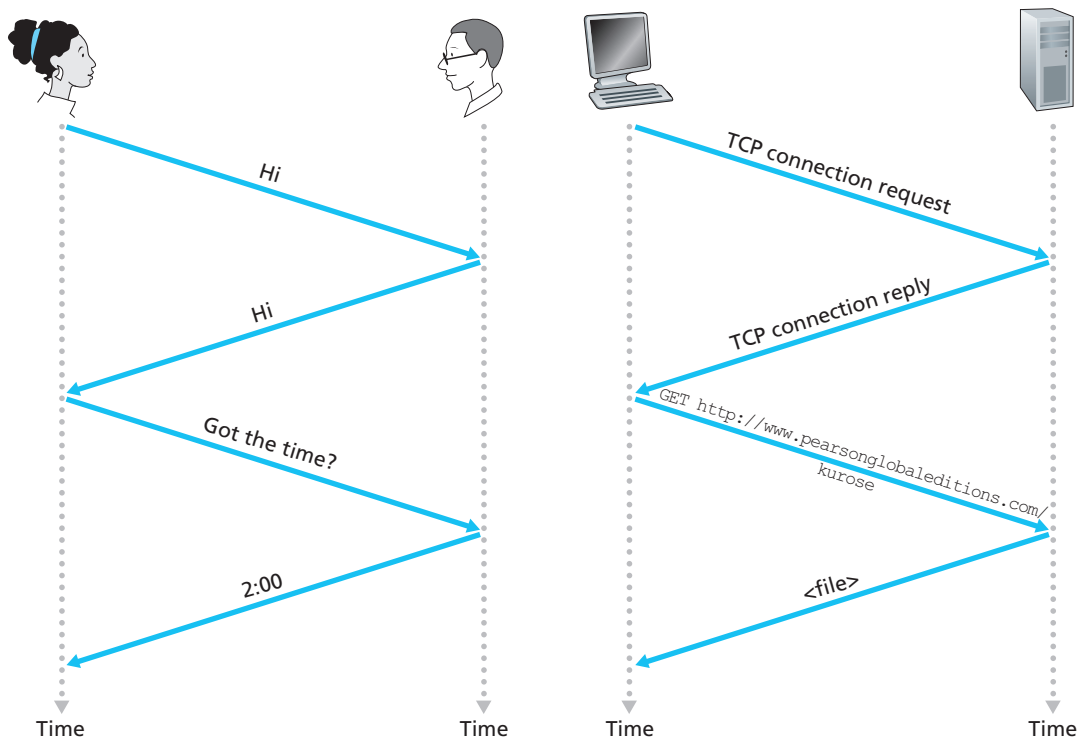 Hi
Hi
Got the time?
2:00
Time
Time
TCP connection request
TCP connection reply
GET http://www.pearsonglobaleditions.com/
kurose
<file>
Time
Time